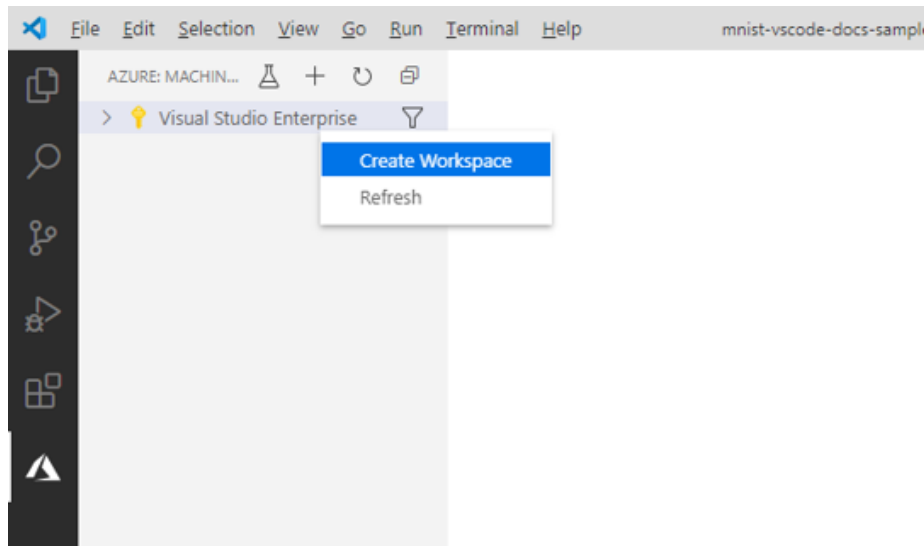 File Edit Selection View Go Run Terminal Help mnist-vscode-docs-sample
AZURE: MACHIN...
Visual Studio Enterprise
Create Workspace
Refresh